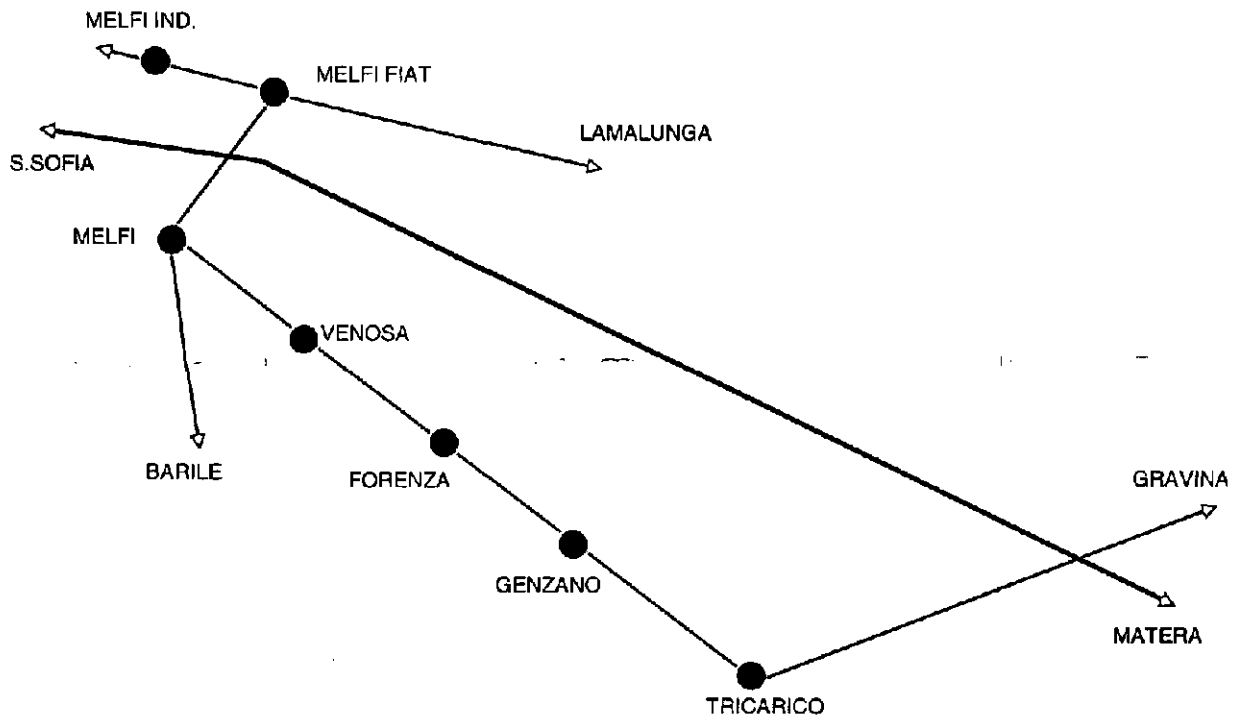 MELFI IND.
MELFI FIAT
LAMALUNGA
S.SOFIA
MELFI
VENOSA
BARILE
FORENZA
GRAVINA
GENZANO
MATERA
TRICARICO